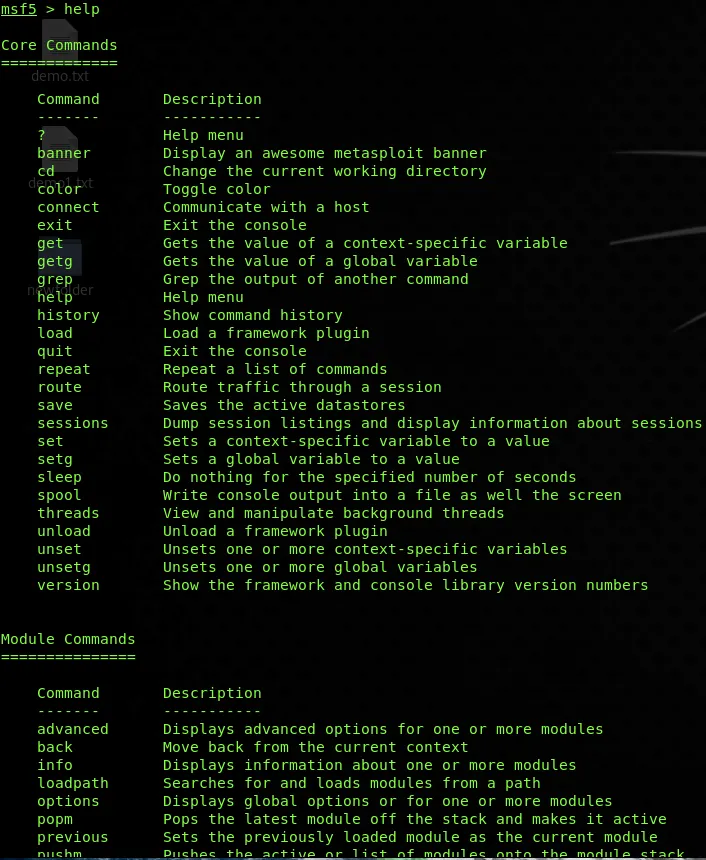 msf5 > help
Core Commands
=============
Command Description
------- -----------
? Help menu
banner Display an awesome metasploit banner
cd Change the current working directory
color Toggle color
connect Communicate with a host
exit Exit the console
get Gets the value of a context-specific variable
getg Gets the value of a global variable
grep Grep the output of another command
help Help menu
history Show command history
load Load a framework plugin
quit Exit the console
repeat Repeat a list of commands
route Route traffic through a session
save Saves the active datastores
sessions Dump session listings and display information about sessions
set Sets a context-specific variable to a value
setg Sets a global variable to a value
sleep Do nothing for the specified number of seconds
spool Write console output into a file as well the screen
threads View and manipulate background threads
unload Unload a framework plugin
unset Unsets one or more context-specific variables
unsetg Unsets one or more global variables
version Show the framework and console library version numbers
Module Commands
===============
Command Description
------- -----------
advanced Displays advanced options for one or more modules
back Move back from the current context
info Displays information about one or more modules
loadpath Searches for and loads modules from a path
options Displays global options or for one or more modules
popm Pops the latest module off the stack and makes it active
previous Sets the previously loaded module as the current module
pushm Pushes the active or list of modules onto the module stack
demo.txt
demo1.txt
newfolder